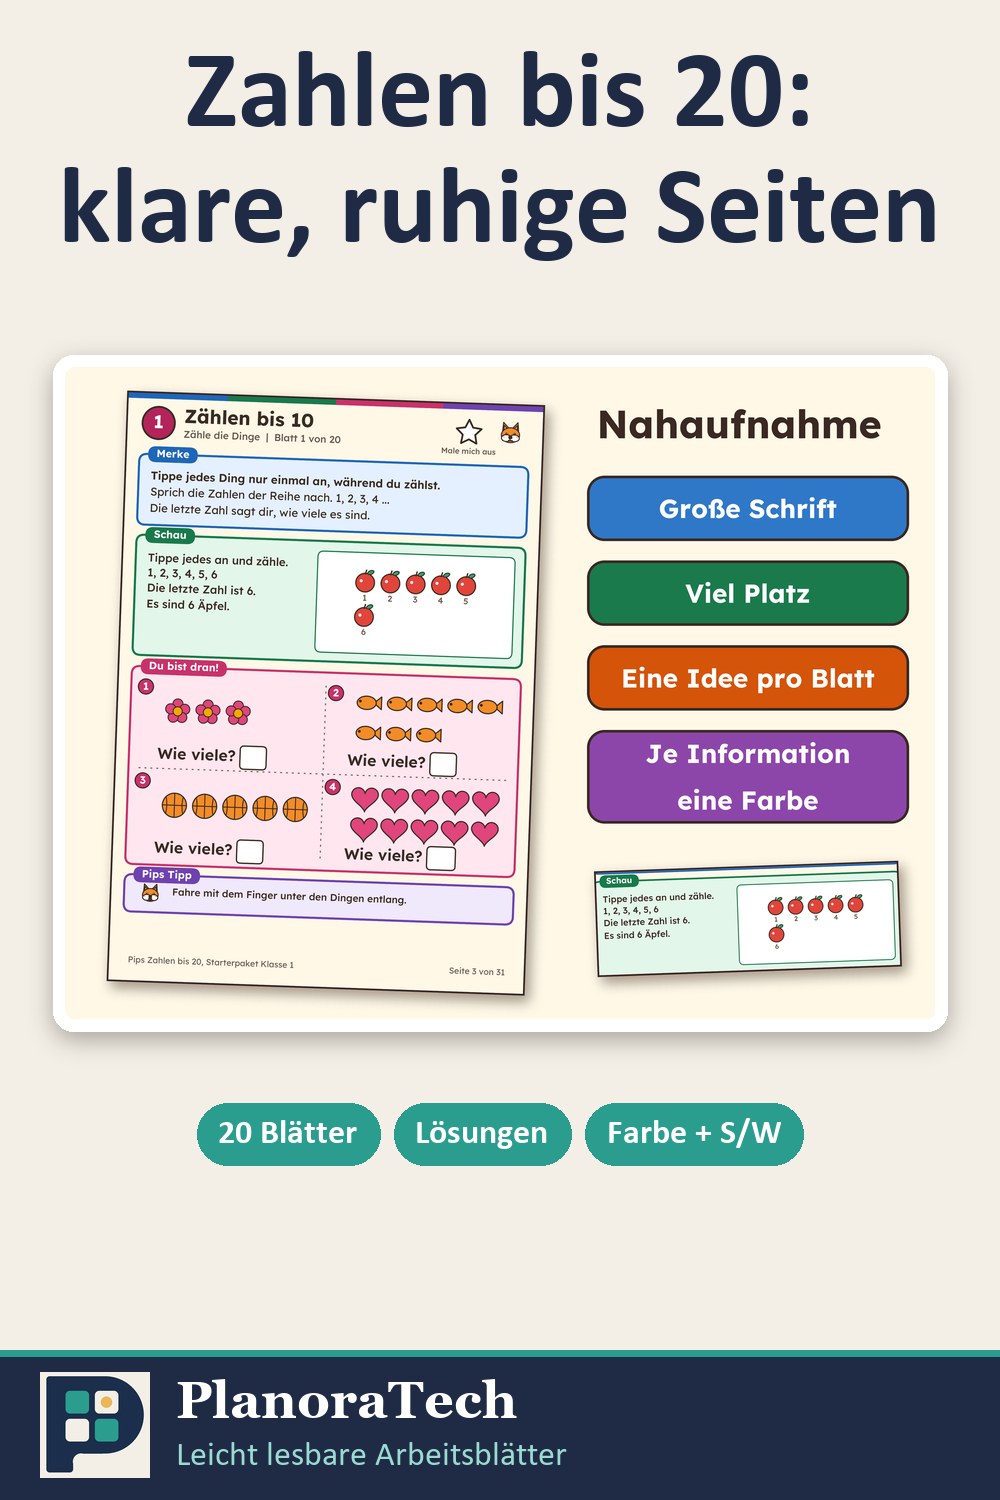 Zahlen bis 20:
klare, ruhige Seiten
1
Zählen bis 10
Zähle die Dinge | Blatt 1 von 20
Male mich aus
Merke
Tippe jedes Ding nur einmal an, während du zählst.
Sprich die Zahlen der Reihe nach. 1, 2, 3, 4 ...
Die letzte Zahl sagt dir, wie viele es sind.
Schau
Tippe jedes an und zähle.
1, 2, 3, 4, 5, 6
Die letzte Zahl ist 6.
Es sind 6 Äpfel.
1 2 3 4 5
6
Du bist dran!
1
Wie viele?
2
Wie viele?
3
Wie viele?
4
Wie viele?
Pips Tipp
Fahre mit dem Finger unter den Dingen entlang.
Pips Zahlen bis 20, Starterpaket Klasse 1
Seite 3 von 31
Nahaufnahme
Große Schrift
Viel Platz
Eine Idee pro Blatt
Je Information
eine Farbe
Schau
Tippe jedes an und zähle.
1, 2, 3, 4, 5, 6
Die letzte Zahl ist 6.
Es sind 6 Äpfel.
1 2 3 4 5
6
20 Blätter
Lösungen
Farbe + S/W
PlanoraTech
Leicht lesbare Arbeitsblätter